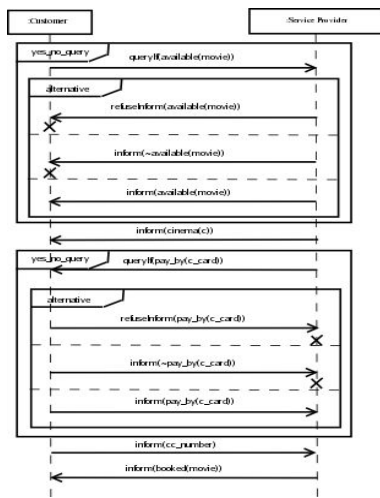 :Customer
:Service Provider
yes_no_query
queryIf(available(movie))
alternative
refuseInform(available(movie))
inform(~available(movie))
inform(available(movie))
inform(cinema(c))
yes_no_query
queryIf(pay_by(c_card))
alternative
refuseInform(pay_by(c_card))
inform(~pay_by(c_card))
inform(pay_by(c_card))
inform(cc_number)
inform(booked(movie))